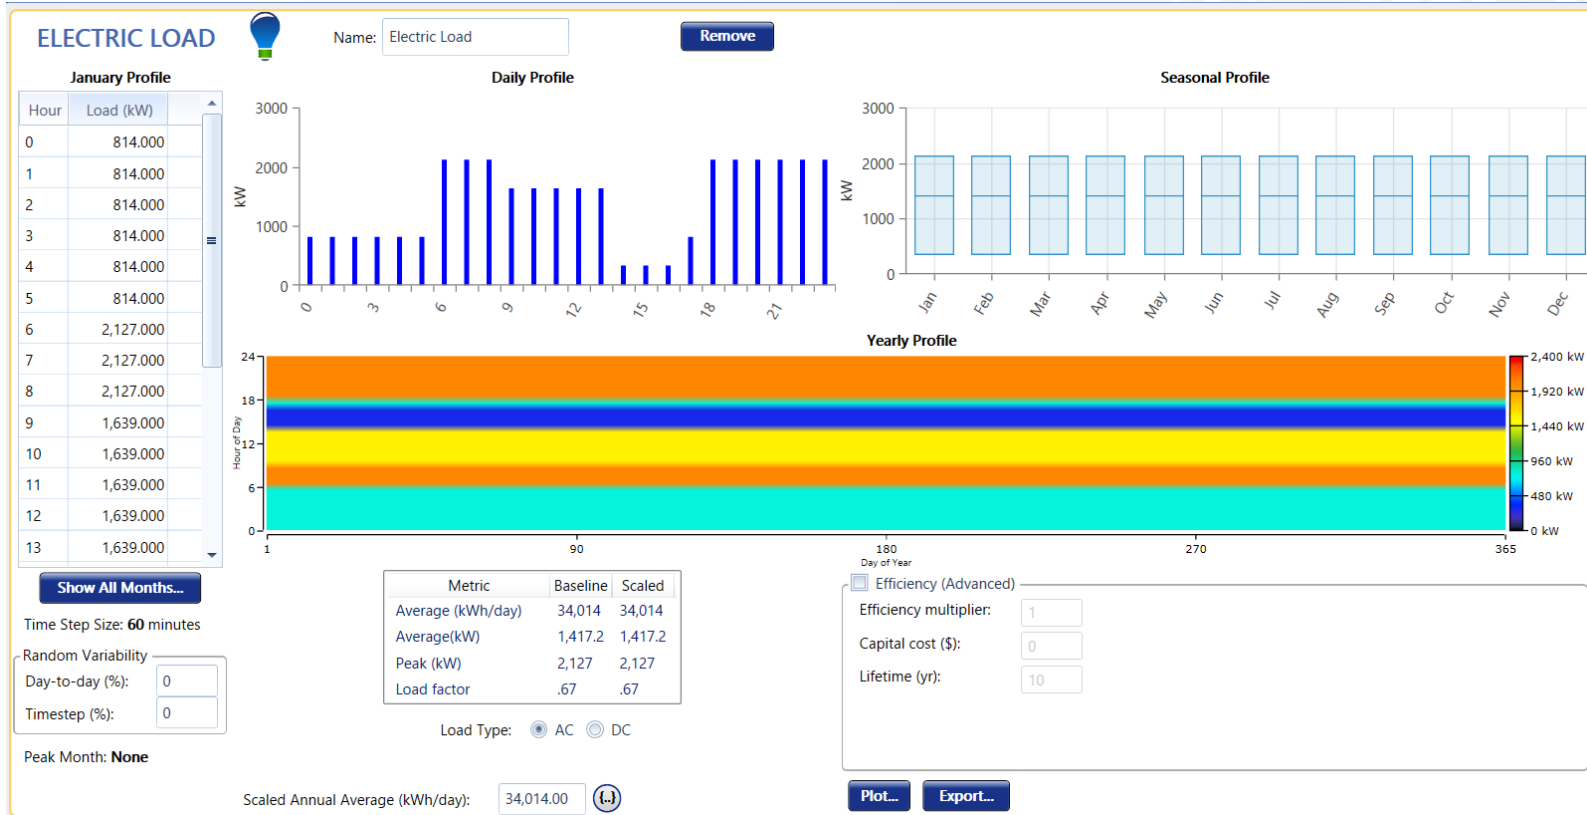 ELECTRIC LOAD
Name: Electric Load
Remove
January Profile
Hour Load (kW)
0 814.000
1 814.000
2 814.000
3 814.000
4 814.000
5 814.000
6 2,127.000
7 2,127.000
8 2,127.000
9 1,639.000
10 1,639.000
11 1,639.000
12 1,639.000
13 1,639.000
Show All Months...
Time Step Size: 60 minutes
Random Variability
Day-to-day (%): 0
Timestep (%): 0
Peak Month: None
Daily Profile
kW
3000
2000
1000
0
0 3 6 9 12 15 18 21
Seasonal Profile
kW
3000
2000
1000
0
Jan Feb Mar Apr May Jun Jul Aug Sep Oct Nov Dec
Yearly Profile
Hour of Day
24
18
12
6
0
1 90 180 270 365
Day of Year
2,400 kW
1,920 kW
1,440 kW
960 kW
480 kW
0 kW
Metric Baseline Scaled
Average (kWh/day) 34,014 34,014
Average(kW) 1,417.2 1,417.2
Peak (kW) 2,127 2,127
Load factor .67 .67
Load Type: AC DC
Scaled Annual Average (kWh/day): 34,014.00 {..}
Efficiency (Advanced)
Efficiency multiplier: 1
Capital cost ($): 0
Lifetime (yr): 10
Plot... Export...